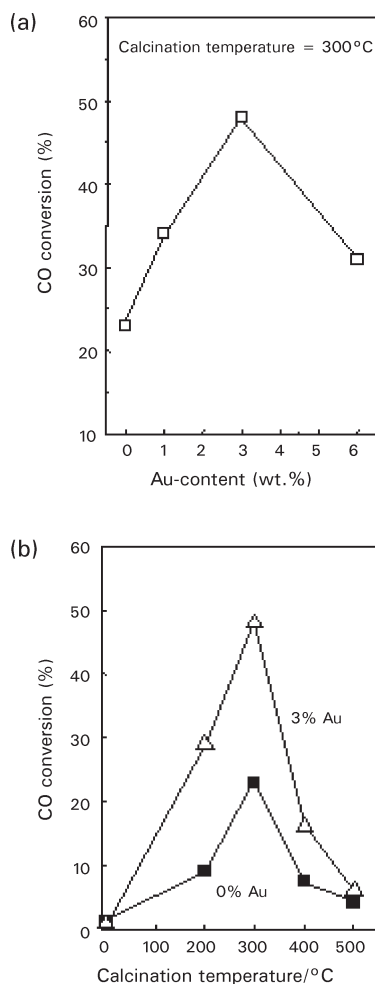 (a)
60
Calcination temperature = 300°C
50
40
30
20
10
CO conversion (%)
0 1 2 3 4 5 6
Au-content (wt.%)
(b)
60
50
40
30
20
10
0
CO conversion (%)
3% Au
0% Au
0 100 200 300 400 500
Calcination temperature/°C